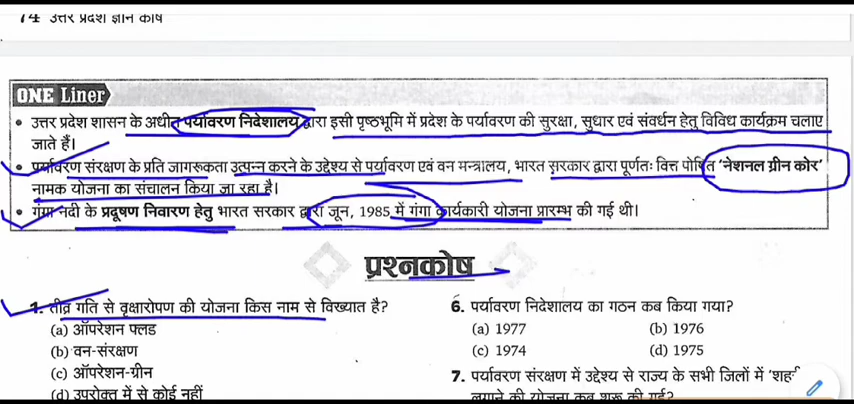 74 उत्तर प्रदेश ज्ञान कोष
ONE Liner
• उत्तर प्रदेश शासन के अधीन पर्यावरण निदेशालय द्वारा इसी पृष्ठभूमि में प्रदेश के पर्यावरण की सुरक्षा, सुधार एवं संवर्धन हेतु विविध कार्यक्रम चलाए
जाते हैं।
• पर्यावरण संरक्षण के प्रति जागरूकता उत्पन्न करने के उद्देश्य से पर्यावरण एवं वन मन्त्रालय, भारत सरकार द्वारा पूर्णतः वित्त पोषित 'नेशनल ग्रीन कोर'
नामक योजना का संचालन किया जा रहा है।
• गंगा नदी के प्रदूषण निवारण हेतु भारत सरकार द्वारा जून, 1985 में गंगा कार्यकारी योजना प्रारम्भ की गई थी।
प्रश्नकोष
1. तीव्र गति से वृक्षारोपण की योजना किस नाम से विख्यात है?
(a) ऑपरेशन फ्लड
(b) वन-संरक्षण
(c) ऑपरेशन-ग्रीन
(d) उपरोक्त में से कोई नहीं
6. पर्यावरण निदेशालय का गठन कब किया गया?
(a) 1977 (b) 1976
(c) 1974 (d) 1975
7. पर्यावरण संरक्षण में उद्देश्य से राज्य के सभी जिलों में
लगाने की योजना कब शुरू की गई?